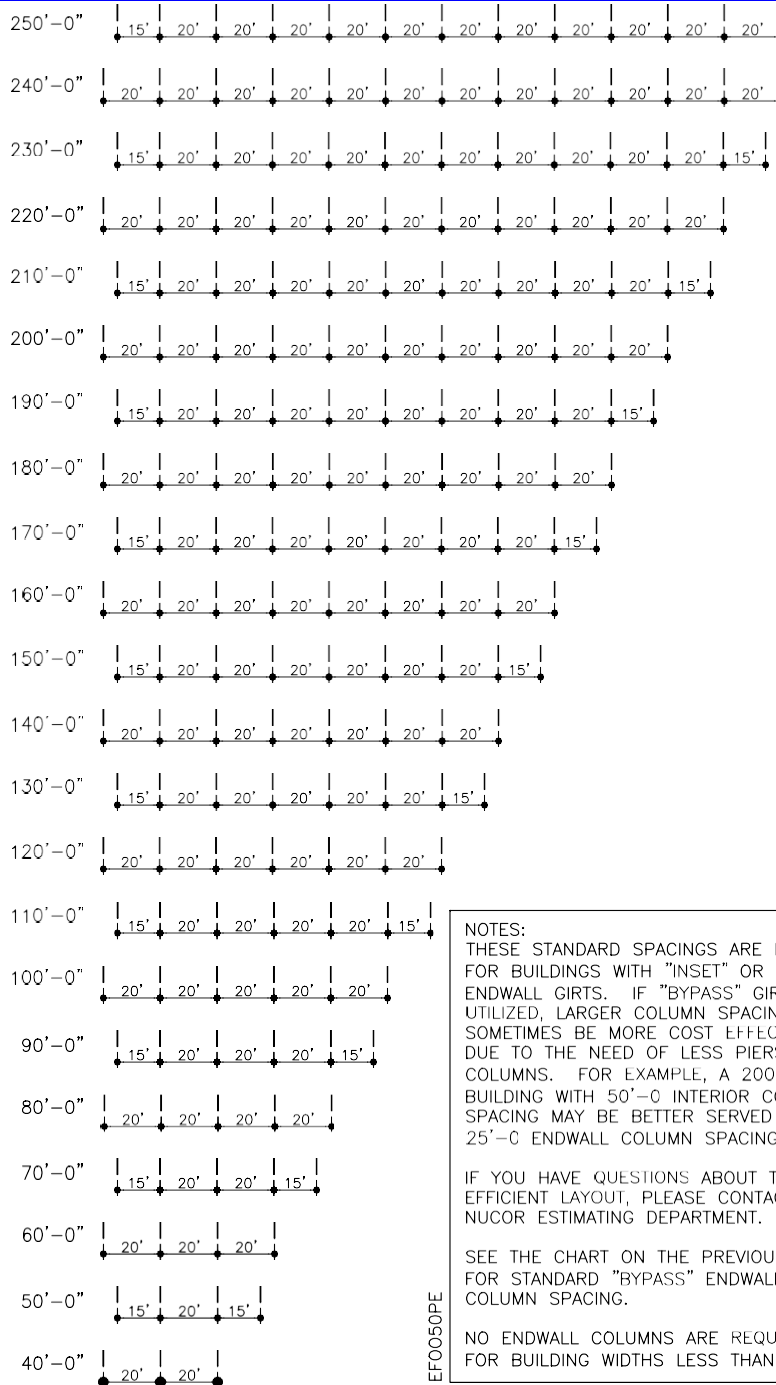 250'-0" 15' 20' 20' 20' 20' 20' 20' 20' 20' 20' 20' 20'
240'-0" 20' 20' 20' 20' 20' 20' 20' 20' 20' 20' 20' 20'
230'-0" 15' 20' 20' 20' 20' 20' 20' 20' 20' 20' 20' 15'
220'-0" 20' 20' 20' 20' 20' 20' 20' 20' 20' 20' 20'
210'-0" 15' 20' 20' 20' 20' 20' 20' 20' 20' 20' 15'
200'-0" 20' 20' 20' 20' 20' 20' 20' 20' 20' 20'
190'-0" 15' 20' 20' 20' 20' 20' 20' 20' 20' 15'
180'-0" 20' 20' 20' 20' 20' 20' 20' 20' 20'
170'-0" 15' 20' 20' 20' 20' 20' 20' 20' 15'
160'-0" 20' 20' 20' 20' 20' 20' 20' 20'
150'-0" 15' 20' 20' 20' 20' 20' 20' 15'
140'-0" 20' 20' 20' 20' 20' 20' 20'
130'-0" 15' 20' 20' 20' 20' 20' 15'
120'-0" 20' 20' 20' 20' 20' 20'
110'-0" 15' 20' 20' 20' 20' 15'
100'-0" 20' 20' 20' 20' 20'
90'-0" 15' 20' 20' 20' 15'
80'-0" 20' 20' 20' 20'
70'-0" 15' 20' 20' 15'
60'-0" 20' 20' 20'
50'-0" 15' 20' 15'
40'-0" 20' 20'
EF0050PE
NOTES:
THESE STANDARD SPACINGS ARE
FOR BUILDINGS WITH "INSET" OR
ENDWALL GIRTS. IF "BYPASS" GIR
UTILIZED, LARGER COLUMN SPACIN
SOMETIMES BE MORE COST EFFEC
DUE TO THE NEED OF LESS PIERS
COLUMNS. FOR EXAMPLE, A 200
BUILDING WITH 50'-0 INTERIOR CO
SPACING MAY BE BETTER SERVED
25'-0 ENDWALL COLUMN SPACING
IF YOU HAVE QUESTIONS ABOUT T
EFFICIENT LAYOUT, PLEASE CONTAC
NUCOR ESTIMATING DEPARTMENT.
SEE THE CHART ON THE PREVIOU
FOR STANDARD "BYPASS" ENDWALL
COLUMN SPACING.
NO ENDWALL COLUMNS ARE REQU
FOR BUILDING WIDTHS LESS THAN